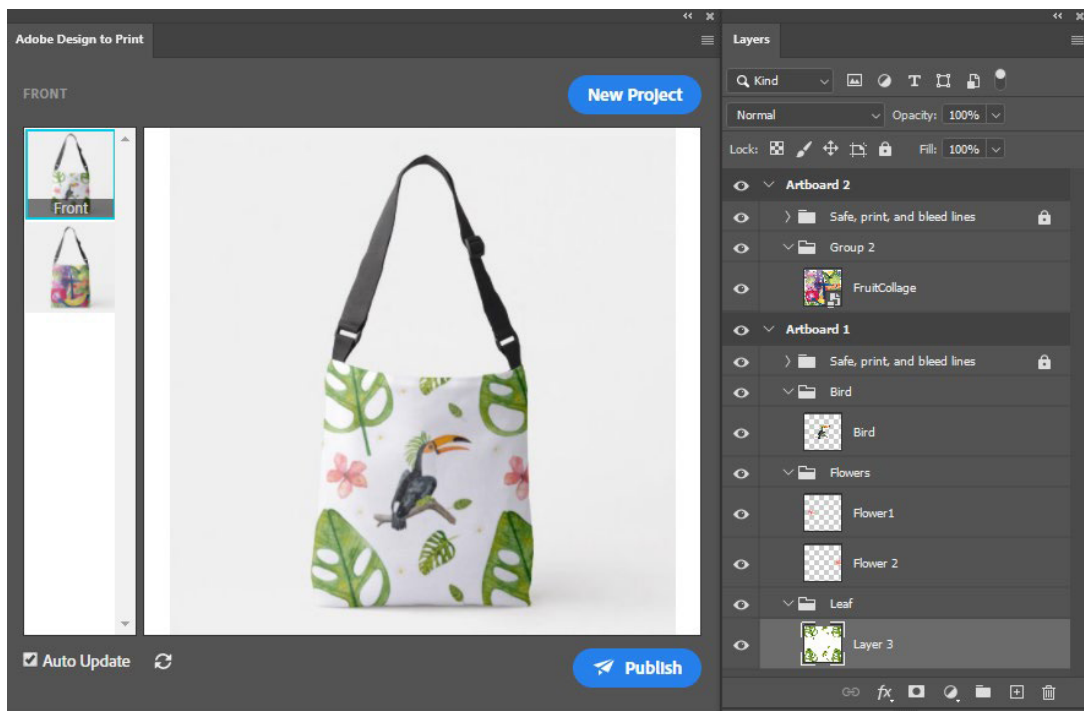 Adobe Design to Print
FRONT
New Project
Front
Auto Update
Publish
Layers
Kind
Normal
Opacity: 100%
Lock:
Fill: 100%
Artboard 2
Safe, print, and bleed lines
Group 2
FruitCollage
Artboard 1
Safe, print, and bleed lines
Bird
Bird
Flowers
Flower1
Flower 2
Leaf
Layer 3
fx